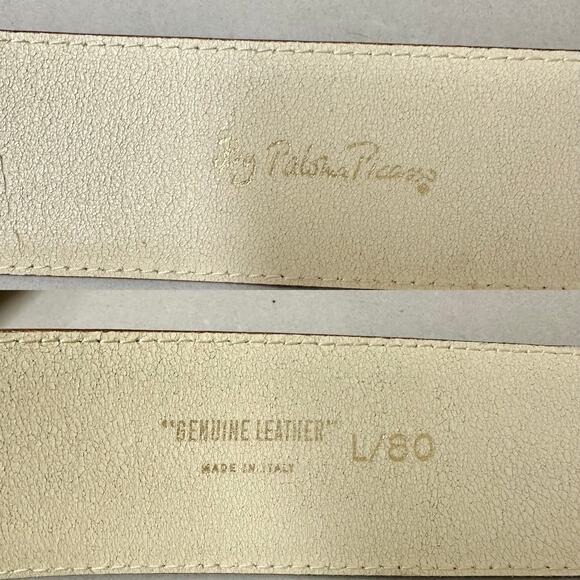 By Paloma Picasso®
""GENUINE LEATHER""
L/80
MADE IN ITALY